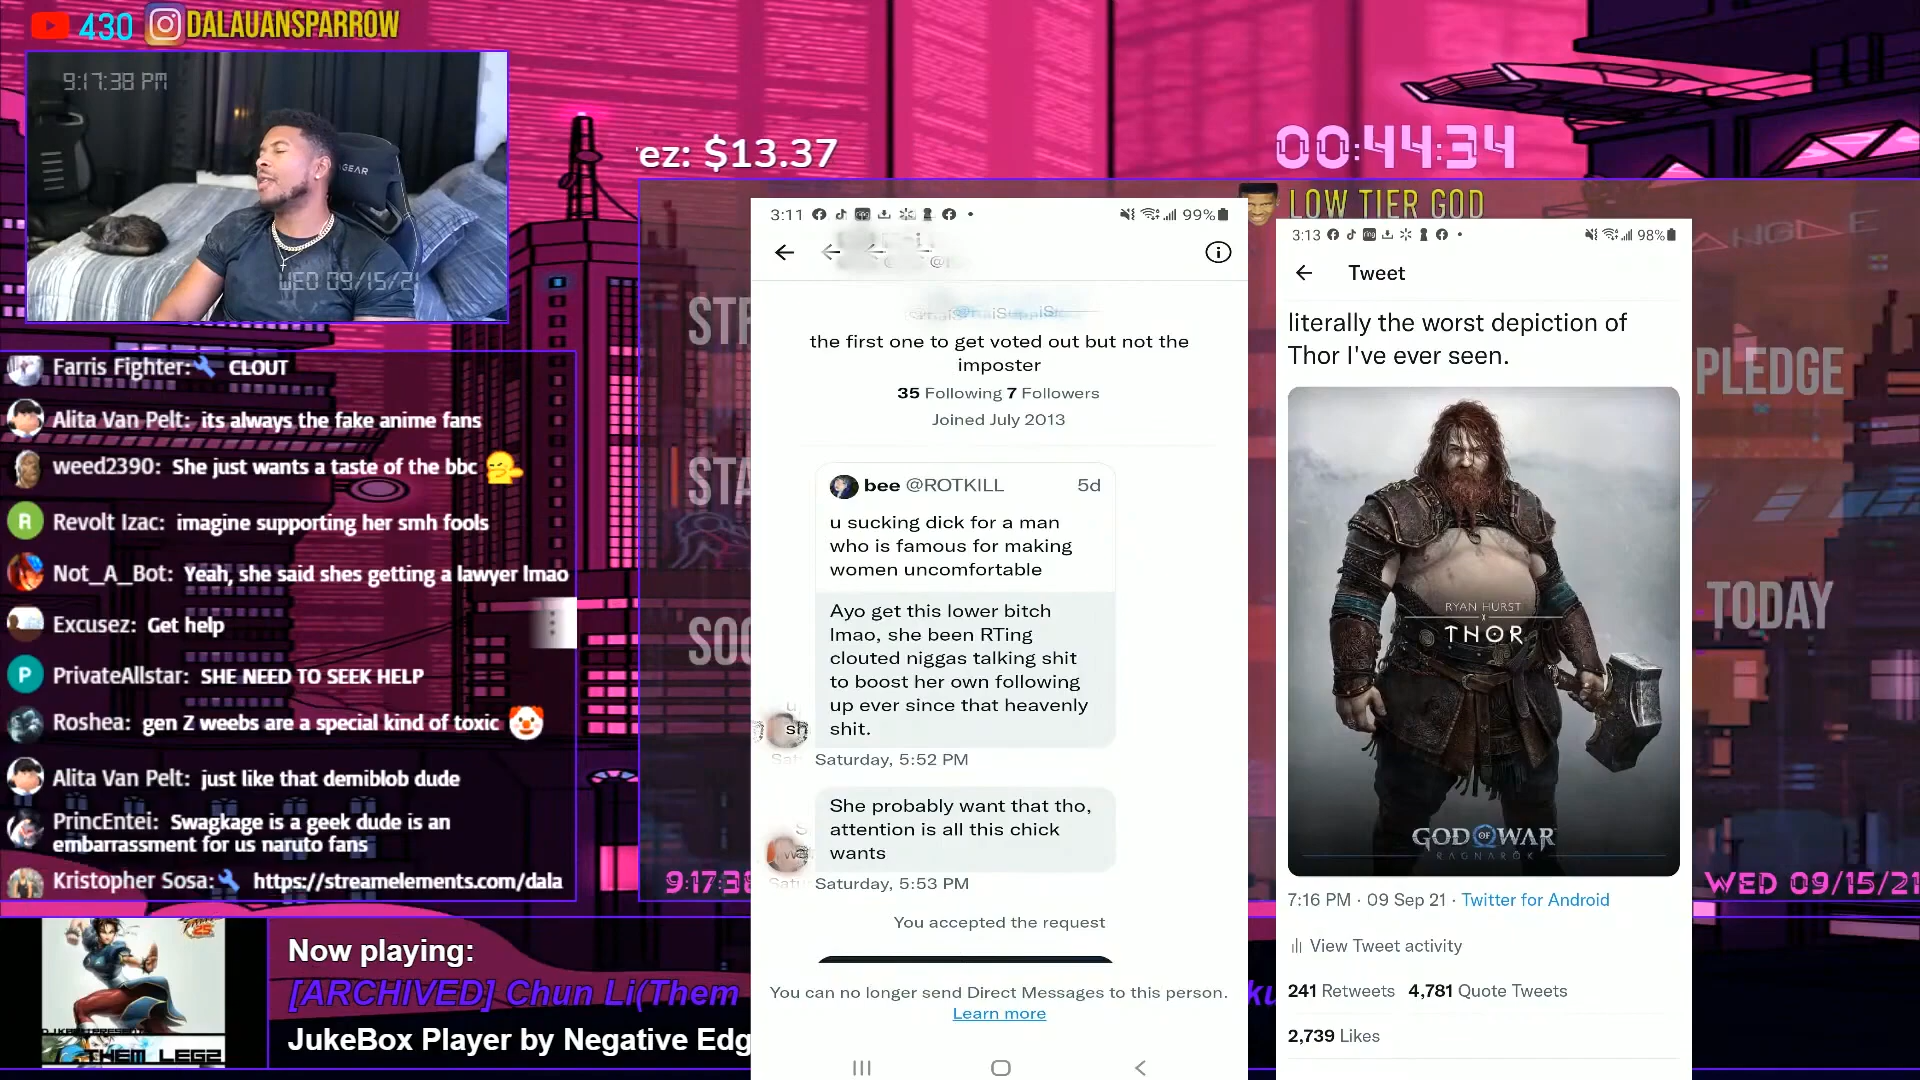 430 DALAUANSPARROW
9:17:38 PM
AGEAR
WED 09/15/21
ez: $13.37
00:44:34
LOW TIER GOD
Farris Fighter: CLOUT
Alita Van Pelt: its always the fake anime fans
weed2390: She just wants a taste of the bbc
R
Revolt Izac: imagine supporting her smh fools
Not_A_Bot: Yeah, she said shes getting a lawyer lmao
Excusez: Get help
P
PrivateAllstar: SHE NEED TO SEEK HELP
Roshea: gen Z weebs are a special kind of toxic
Alita Van Pelt: just like that demiblob dude
PrincEntei: Swagkage is a geek dude is an
embarrassment for us naruto fans
Kristopher Sosa: https://streamelements.com/dala
Now playing:
[ARCHIVED] Chun Li(Them
JukeBox Player by Negative Edg
THEM LEGZ
STR
STA
SOC
9:17:38
3:11
99%
the first one to get voted out but not the
imposter
35 Following 7 Followers
Joined July 2013
bee @ROTKILL 5d
u sucking dick for a man
who is famous for making
women uncomfortable
Ayo get this lower bitch
lmao, she been RTing
clouted niggas talking shit
to boost her own following
up ever since that heavenly
shit.
Saturday, 5:52 PM
She probably want that tho,
attention is all this chick
wants
Saturday, 5:53 PM
You accepted the request
You can no longer send Direct Messages to this person.
Learn more
3:13
98%
Tweet
literally the worst depiction of
Thor I've ever seen.
RYAN HURST
X
THOR
GOD OF WAR
RAGNARÖK
7:16 PM · 09 Sep 21 · Twitter for Android
View Tweet activity
241 Retweets 4,781 Quote Tweets
2,739 Likes
PLEDGE
TODAY
WED 09/15/21